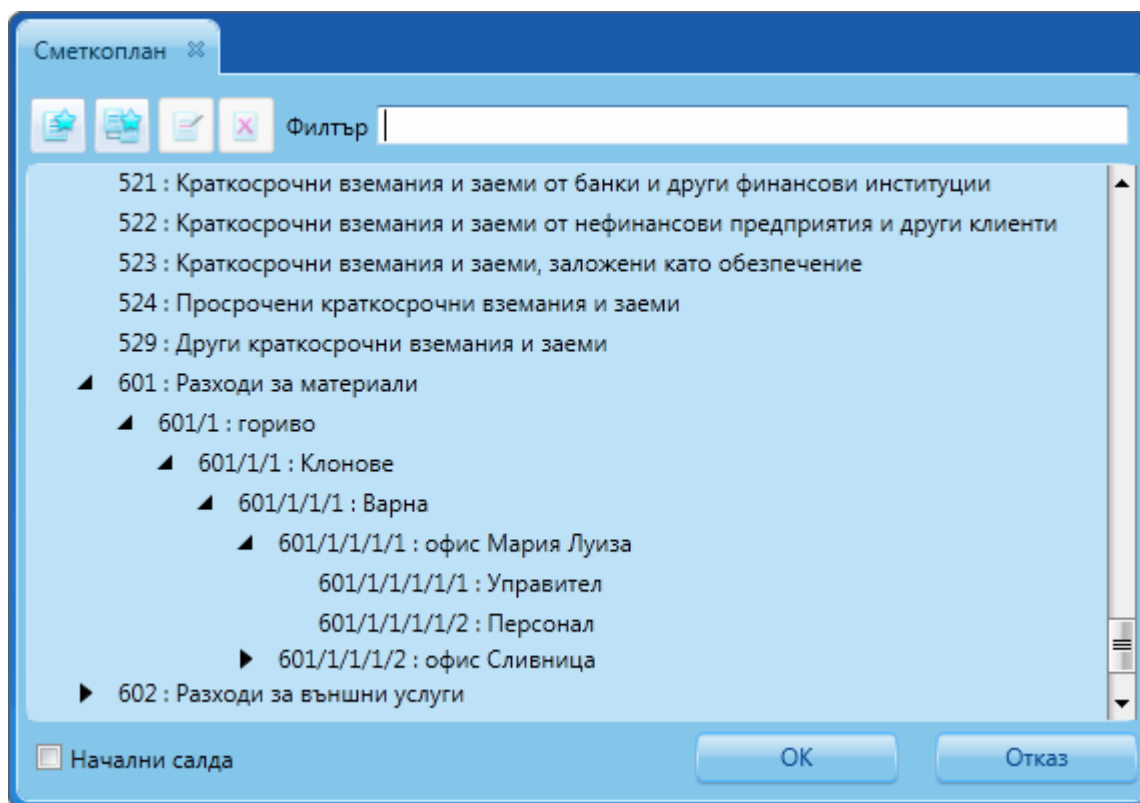 Сметкоплан
Филтър
521 : Краткосрочни вземания и заеми от банки и други финансови институции
522 : Краткосрочни вземания и заеми от нефинансови предприятия и други клиенти
523 : Краткосрочни вземания и заеми, заложени като обезпечение
524 : Просрочени краткосрочни вземания и заеми
529 : Други краткосрочни вземания и заеми
601 : Разходи за материали
601/1 : гориво
601/1/1 : Клонове
601/1/1/1 : Варна
601/1/1/1/1 : офис Мария Луиза
601/1/1/1/1/1 : Управител
601/1/1/1/1/2 : Персонал
601/1/1/1/2 : офис Сливница
602 : Разходи за външни услуги
Начални салда OK Отказ